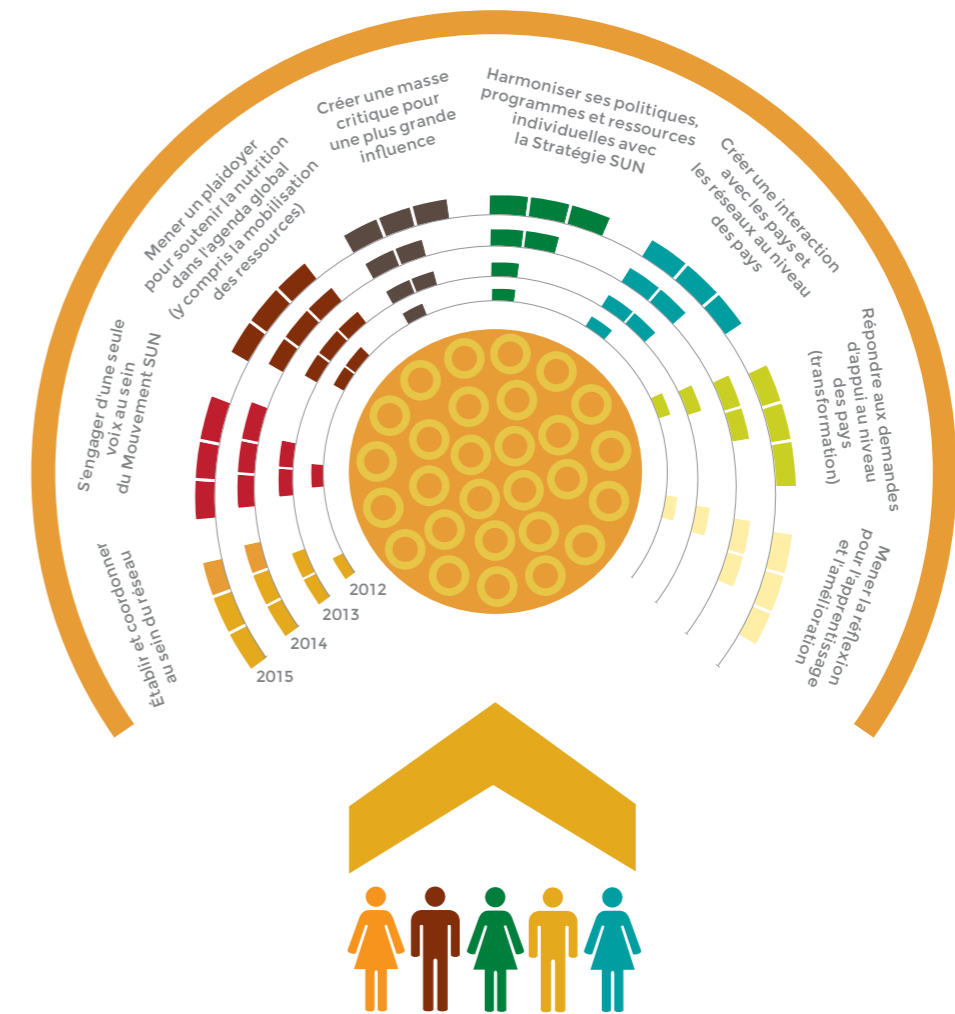 Établir et coordonner
au sein du réseau
S'engager d'une seule
voix au sein
du Mouvement SUN
Mener un plaidoyer
pour soutenir la nutrition
dans l'agenda global
(y compris la mobilisation
des ressources)
Créer une masse
critique pour
une plus grande
influence
Harmoniser ses politiques,
programmes et ressources
individuelles avec
la Stratégie SUN
Créer une interaction
avec les pays et
les réseaux au niveau
des pays
Répondre aux demandes
d'appui au niveau
des pays
(transformation)
Mener la réflexion
pour l'apprentissage
et l'amélioration
2012
2013
2014
2015